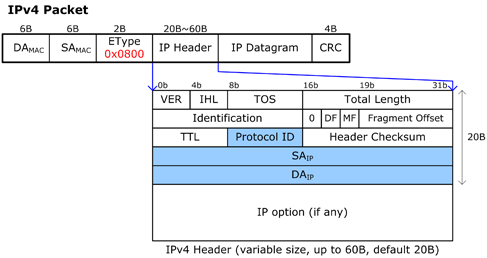 IPv4 Packet
6B 6B 2B 20B~60B 4B
DAMAC SAMAC EType 0x0800 IP Header IP Datagram CRC
0b 4b 8b 16b 19b 31b
VER IHL TOS Total Length
Identification 0 DF MF Fragment Offset
TTL Protocol ID Header Checksum
20B
SAIP
DAIP
IP option (if any)
IPv4 Header (variable size, up to 60B, default 20B)